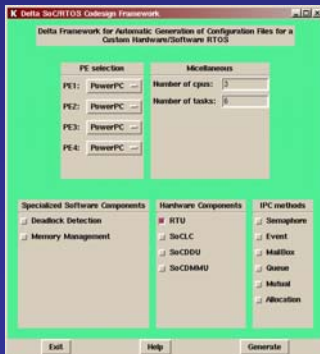 Delta SoC/RTOS Codesign Framework
Delta Framework for Automatic Generation of Configuration Files for a
Custom Hardware/Software RTOS
PE selection
PE1: PowerPC
PE2: PowerPC
PE3: PowerPC
PE4: PowerPC
Micellaneous
Number of cpus: 3
Number of tasks: 6
Specialized Software Components
Deadlock Detection
Memory Management
Hardware Components
RTU
SoCLC
SoCDDU
SoCDMMU
IPC methods
Semaphore
Event
MailBox
Queue
Mutual
Allocation
Exit
Help
Generate